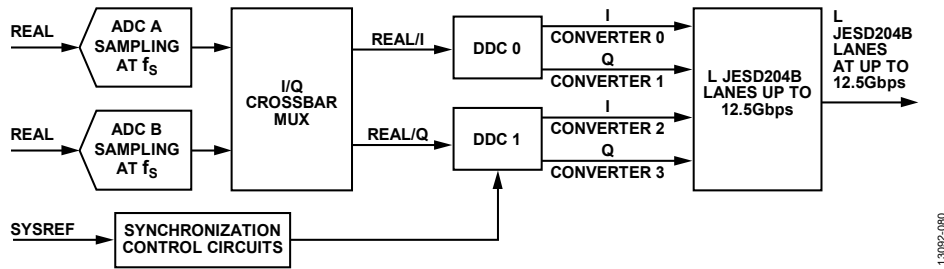 REAL
ADC A
SAMPLING
AT fS
I/Q
CROSSBAR
MUX
REAL/I
DDC 0
I
CONVERTER 0
Q
CONVERTER 1
L JESD204B
LANES UP TO
12.5Gbps
L
JESD204B
LANES
AT UP TO
12.5Gbps
REAL
ADC B
SAMPLING
AT fS
REAL/Q
DDC 1
I
CONVERTER 2
Q
CONVERTER 3
SYSREF
SYNCHRONIZATION
CONTROL CIRCUITS
13092-080